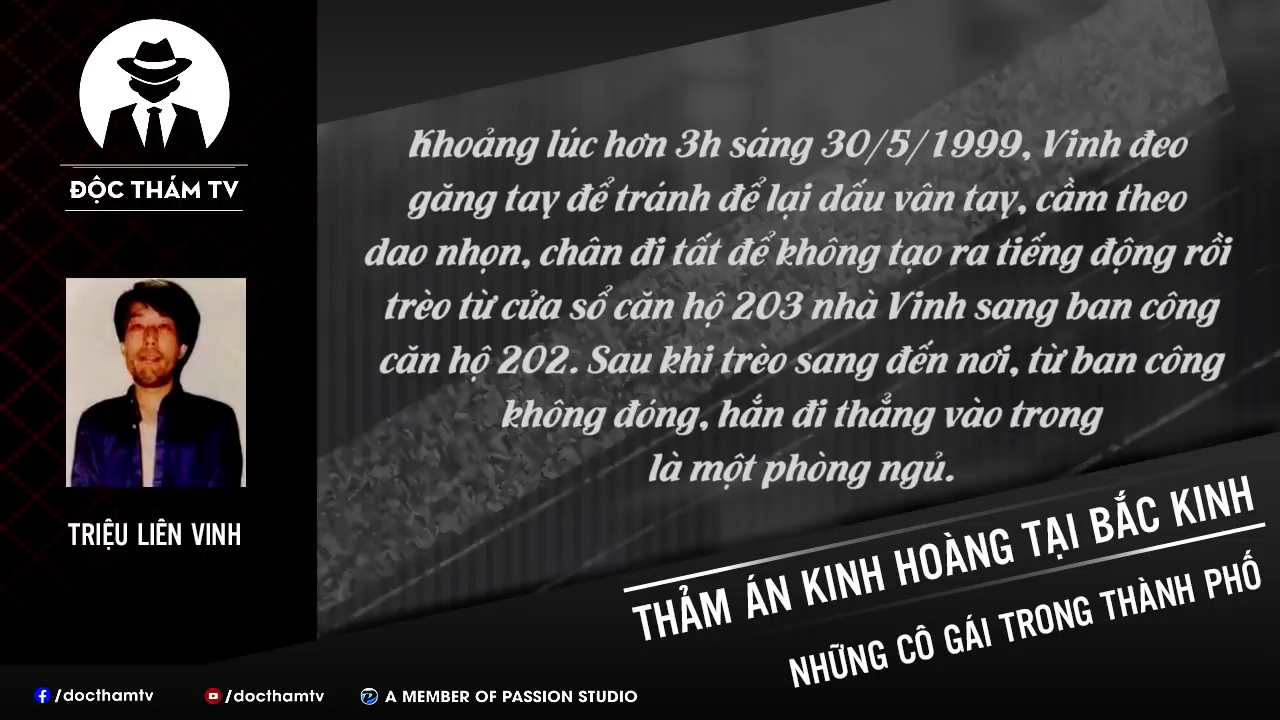 ĐỘC THÁM TV
TRIỆU LIÊN VINH
Khoảng lúc hơn 3h sáng 30/5/1999, Vinh đeo
găng tay để tránh để lại dấu vân tay, cầm theo
dao nhọn, chân đi tất để không tạo ra tiếng động rồi
trèo từ cửa sổ căn hộ 203 nhà Vinh sang ban công
căn hộ 202. Sau khi trèo sang đến nơi, từ ban công
không đóng, hắn đi thẳng vào trong
là một phòng ngủ.
THẢM ÁN KINH HOÀNG TẠI BẮC KINH
NHỮNG CÔ GÁI TRONG THÀNH PHỐ
/docthamtv
/docthamtv
A MEMBER OF PASSION STUDIO